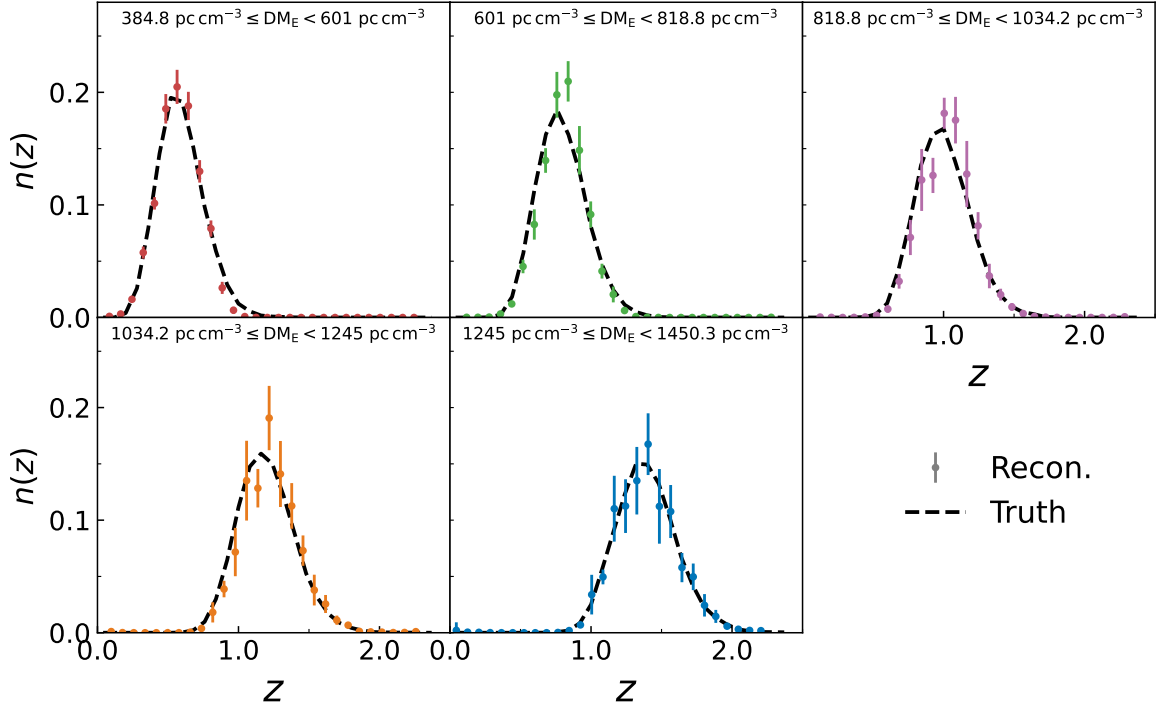 384.8 pc cm⁻³ ≤ DM_E < 601 pc cm⁻³
601 pc cm⁻³ ≤ DM_E < 818.8 pc cm⁻³
818.8 pc cm⁻³ ≤ DM_E < 1034.2 pc cm⁻³
n(z)
0.2
0.1
0.0
1.0 2.0
z
1034.2 pc cm⁻³ ≤ DM_E < 1245 pc cm⁻³
1245 pc cm⁻³ ≤ DM_E < 1450.3 pc cm⁻³
n(z)
0.2
0.1
0.0
0.0 1.0 2.0
z
0.0 1.0 2.0
z
Recon.
Truth